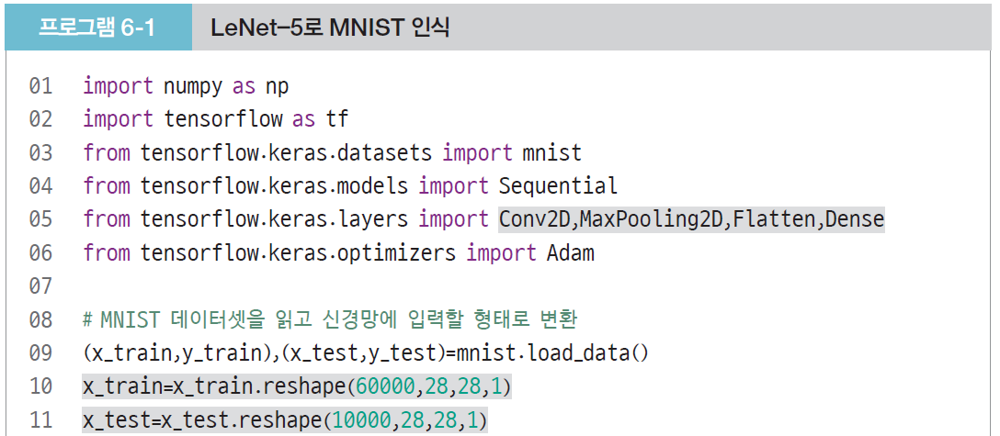 프로그램 6-1 LeNet-5로 MNIST 인식
01 import numpy as np
02 import tensorflow as tf
03 from tensorflow.keras.datasets import mnist
04 from tensorflow.keras.models import Sequential
05 from tensorflow.keras.layers import Conv2D,MaxPooling2D,Flatten,Dense
06 from tensorflow.keras.optimizers import Adam
07
08 # MNIST 데이터셋을 읽고 신경망에 입력할 형태로 변환
09 (x_train,y_train),(x_test,y_test)=mnist.load_data()
10 x_train=x_train.reshape(60000,28,28,1)
11 x_test=x_test.reshape(10000,28,28,1)